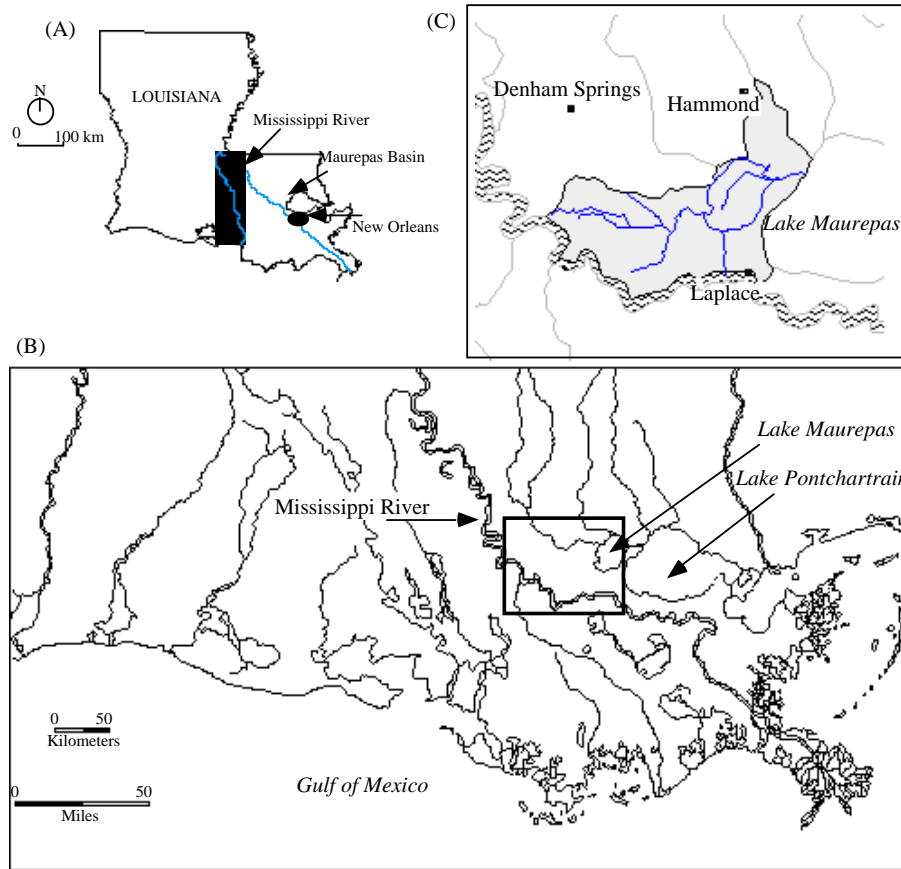 (A)
N
LOUISIANA
0 100 km
Mississippi River
Maurepas Basin
New Orleans
(C)
Denham Springs
Hammond
Lake Maurepas
Laplace
(B)
Lake Maurepas
Lake Pontchartrain
Mississippi River
0 50
Kilometers
Gulf of Mexico
0 50
Miles